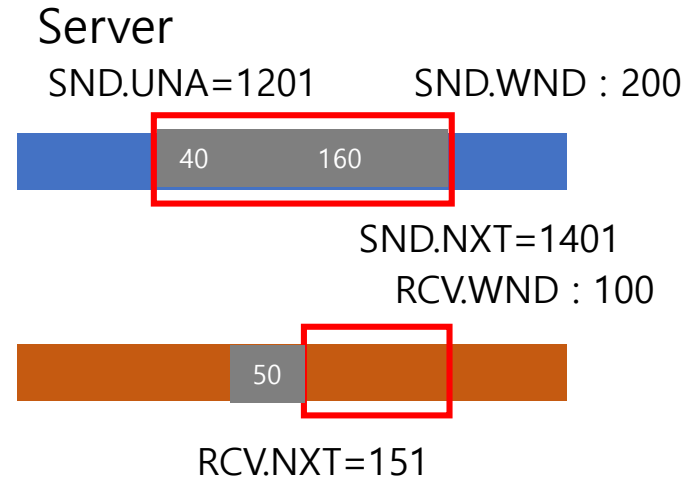 Server
SND.UNA=1201 SND.WND : 200
40 160
SND.NXT=1401
RCV.WND : 100
50
RCV.NXT=151